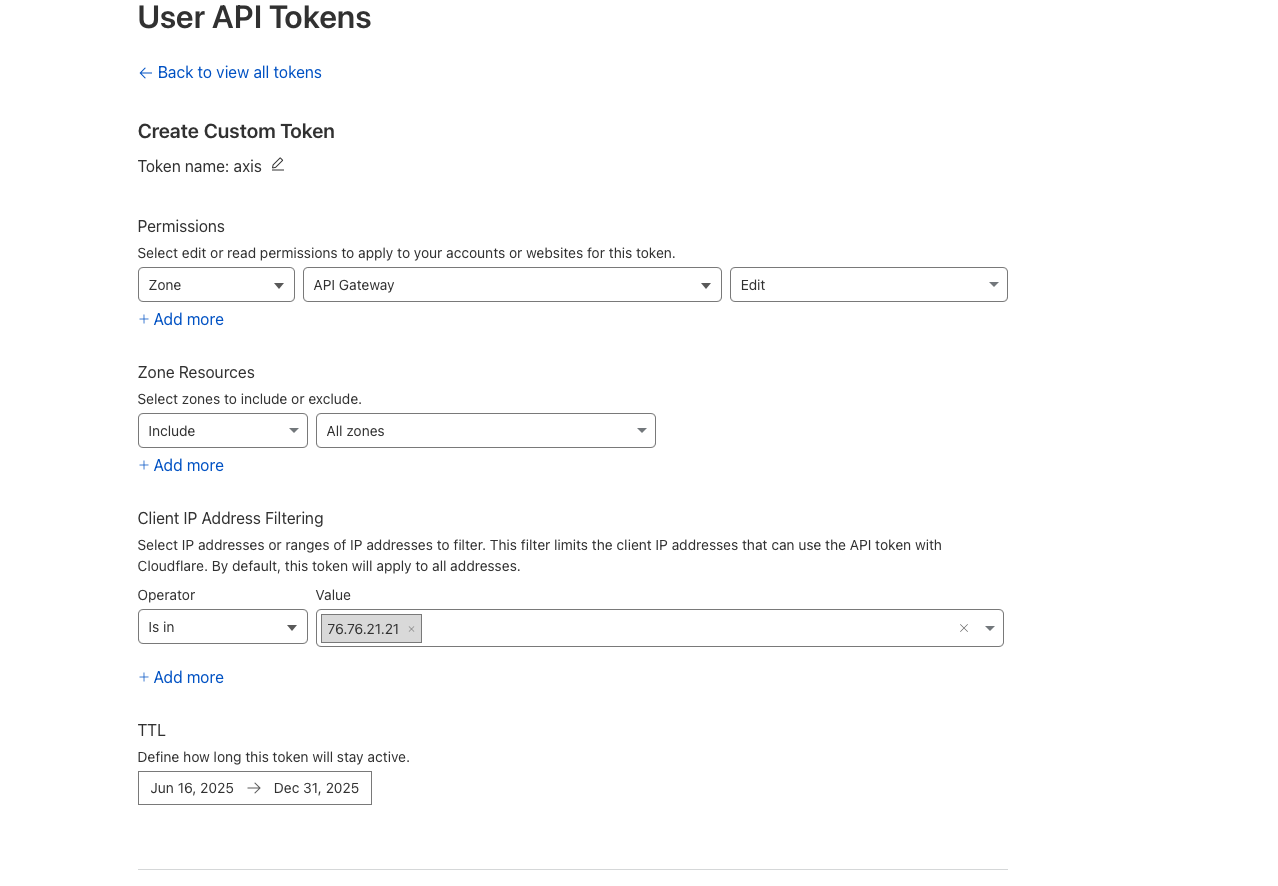 User API Tokens
Back to view all tokens
Create Custom Token
Token name: axis
Permissions
Select edit or read permissions to apply to your accounts or websites for this token.
Zone API Gateway Edit
+ Add more
Zone Resources
Select zones to include or exclude.
Include All zones
+ Add more
Client IP Address Filtering
Select IP addresses or ranges of IP addresses to filter. This filter limits the client IP addresses that can use the API token with
Cloudflare. By default, this token will apply to all addresses.
Operator Value
Is in 76.76.21.21 ×
+ Add more
TTL
Define how long this token will stay active.
Jun 16, 2025 → Dec 31, 2025